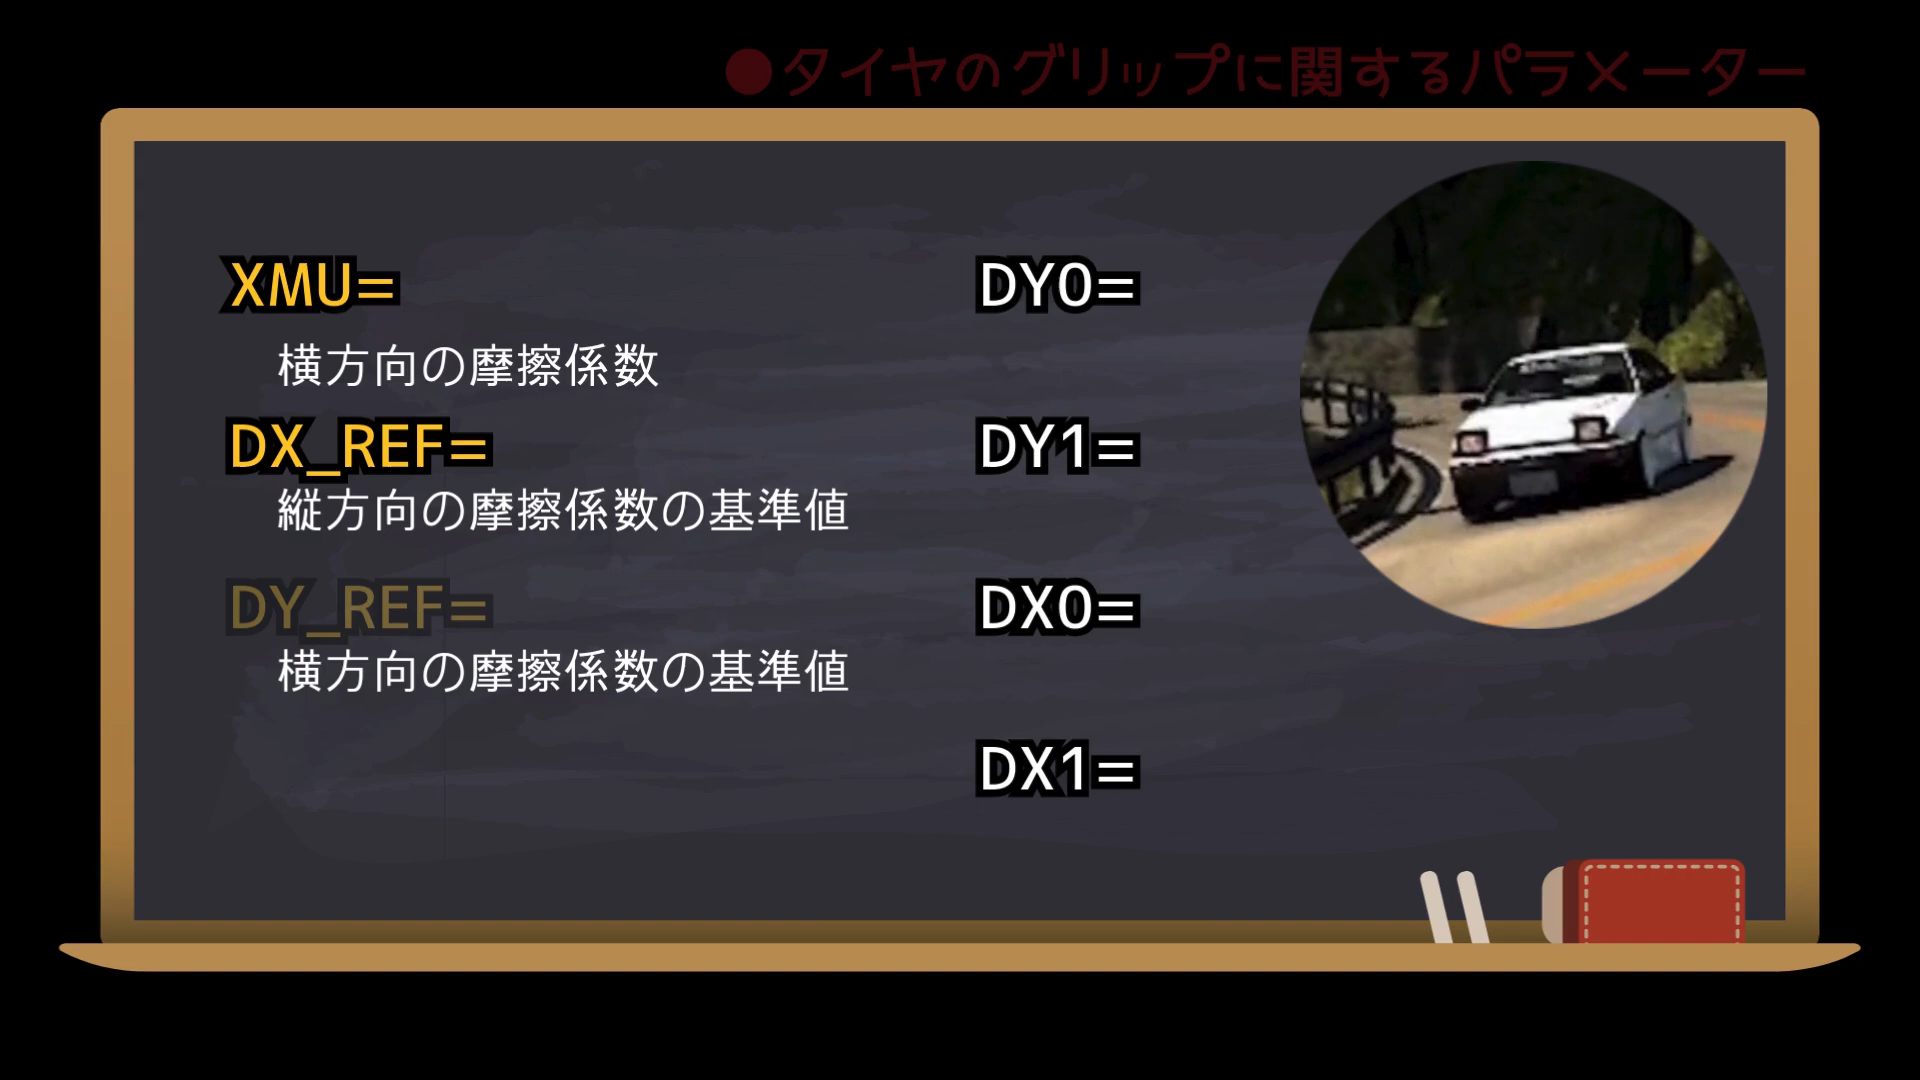 ●タイヤのグリップに関するパラメーター
XMU=
横方向の摩擦係数
DX_REF=
縦方向の摩擦係数の基準値
DY_REF=
横方向の摩擦係数の基準値
DY0=
DY1=
DX0=
DX1=